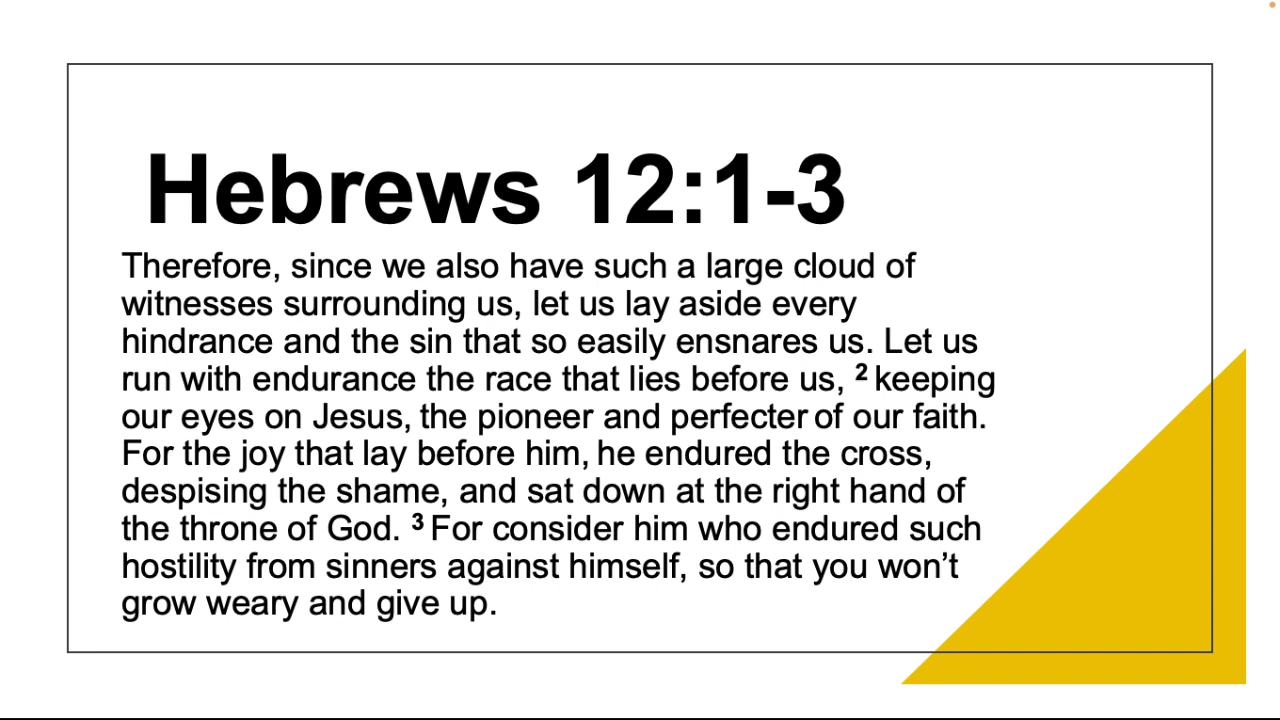 Hebrews 12:1-3
Therefore, since we also have such a large cloud of
witnesses surrounding us, let us lay aside every
hindrance and the sin that so easily ensnares us. Let us
run with endurance the race that lies before us, ² keeping
our eyes on Jesus, the pioneer and perfecter of our faith.
For the joy that lay before him, he endured the cross,
despising the shame, and sat down at the right hand of
the throne of God. ³ For consider him who endured such
hostility from sinners against himself, so that you won’t
grow weary and give up.